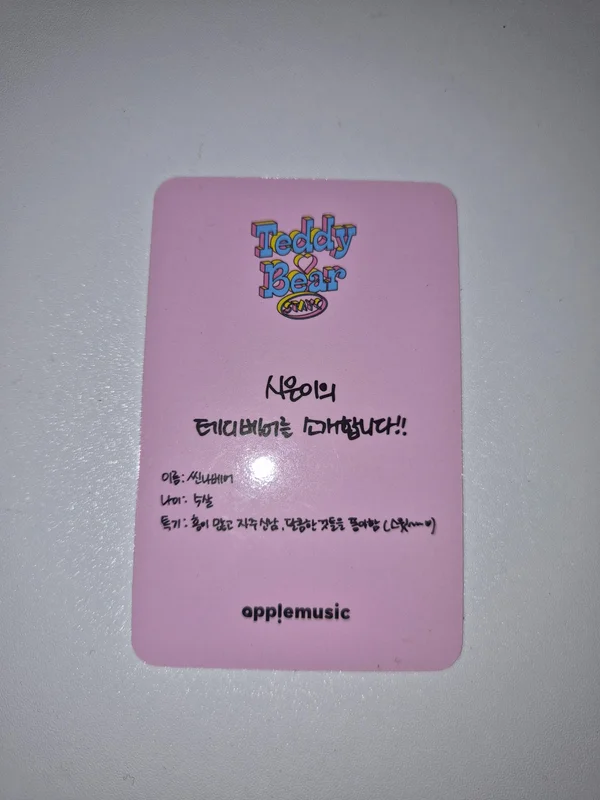 Teddy
Bear
STAYC
시은이의
테디베어를 소개합니다!!
이름: 씬나베어
나이: 5살
특기: 흥이 많고 자주 신남, 달콤한 것들을 좋아함 (스윗~~~♡)
applemusic